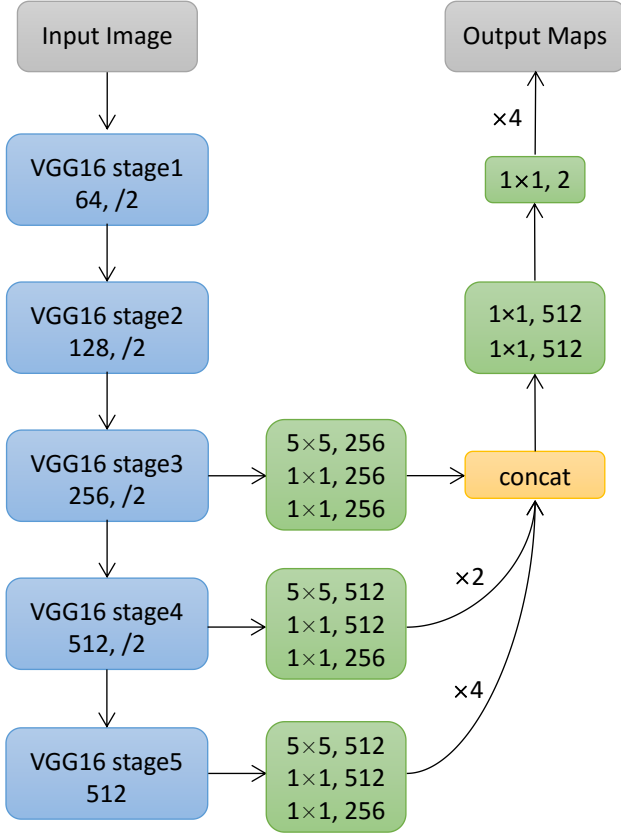 Input Image
VGG16 stage1
64, /2
VGG16 stage2
128, /2
VGG16 stage3
256, /2
VGG16 stage4
512, /2
VGG16 stage5
512
5×5, 256
1×1, 256
1×1, 256
5×5, 512
1×1, 512
1×1, 256
5×5, 512
1×1, 512
1×1, 256
×2
×4
concat
1×1, 512
1×1, 512
1×1, 2
×4
Output Maps